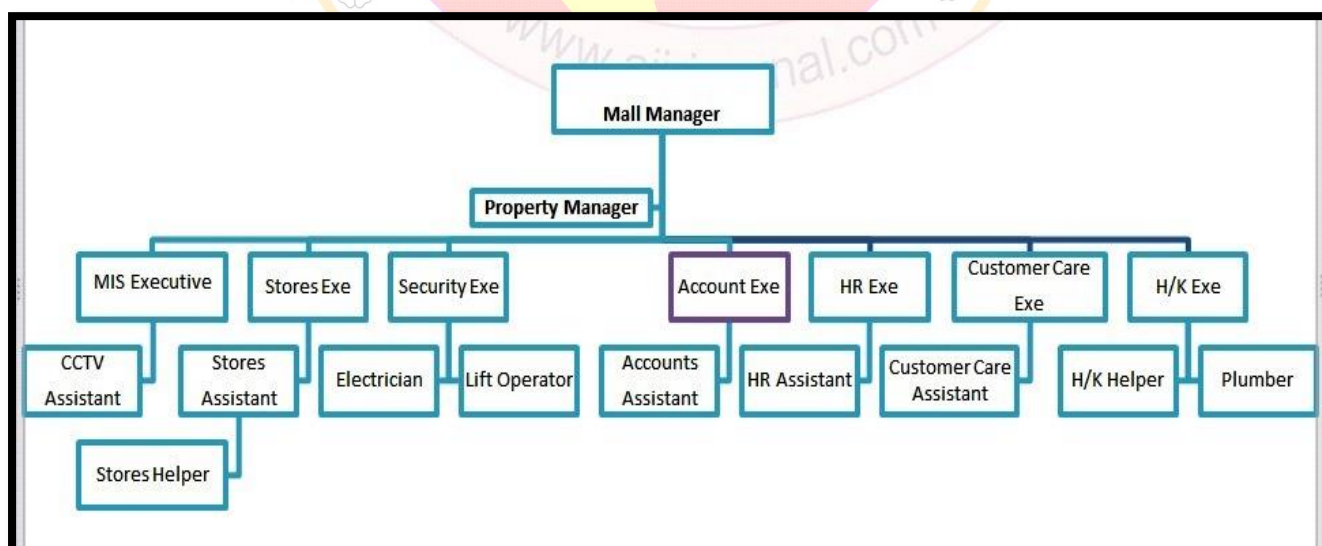 Mall Manager
Property Manager
MIS Executive
Stores Exe
Security Exe
Account Exe
HR Exe
Customer Care
Exe
H/K Exe
CCTV
Assistant
Stores
Assistant
Electrician
Lift Operator
Accounts
Assistant
HR Assistant
Customer Care
Assistant
H/K Helper
Plumber
Stores Helper